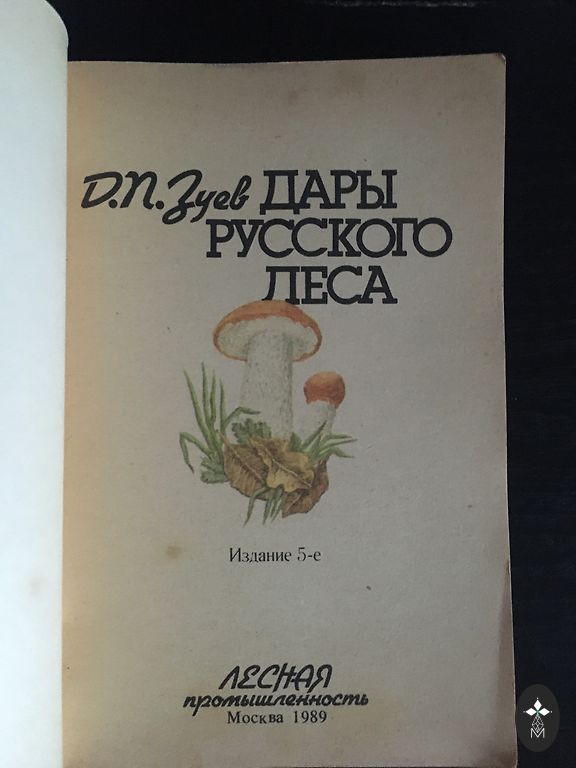 Д.П. Зуев ДАРЫ
РУССКОГО
ЛЕСА
Издание 5-е
ЛЕСНАЯ
промышленность
Москва 1989